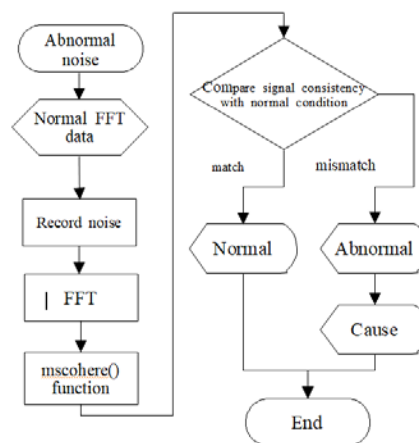 Abnormal
noise
Normal FFT
data
Record noise
FFT
mscohere()
function
Compare signal consistency
with normal condition
match
mismatch
Normal
Abnormal
Cause
End